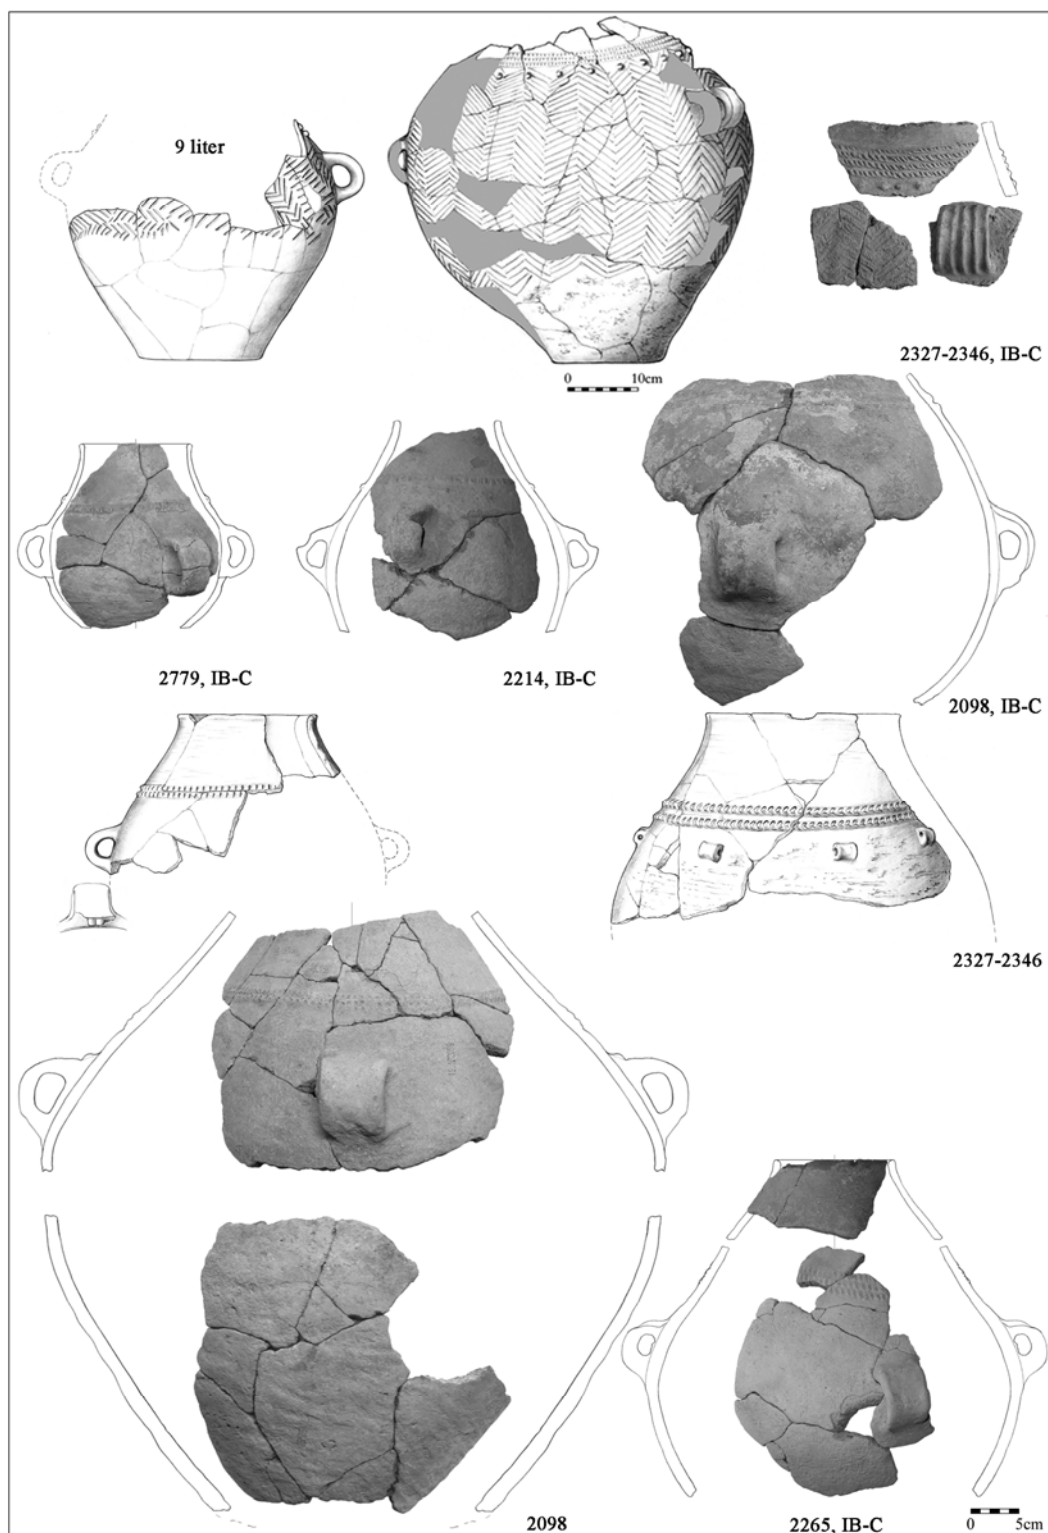 9 liter
2327-2346, IB-C
0 10cm
2779, IB-C
2214, IB-C
2098, IB-C
2327-2346
2098
2265, IB-C
0 5cm